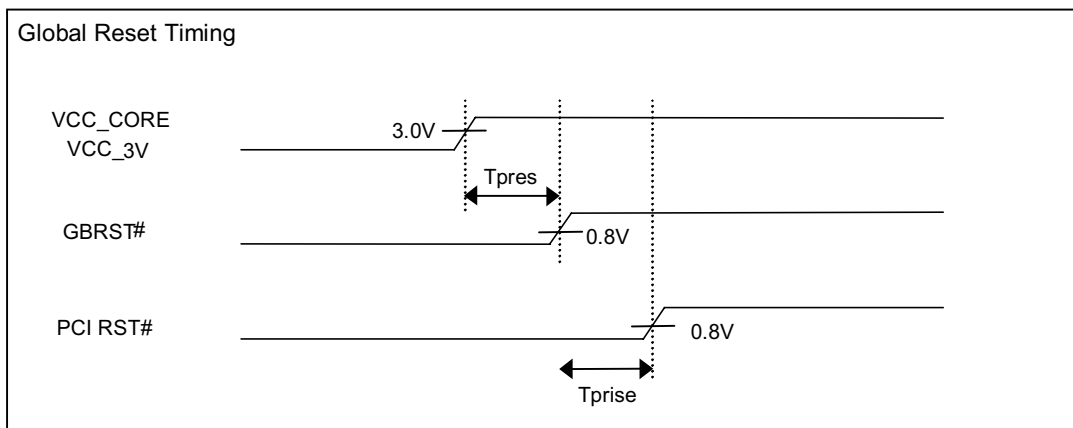 Global Reset Timing
VCC_CORE
VCC_3V
3.0V
Tpres
GBRST#
0.8V
PCI RST#
0.8V
Tprise